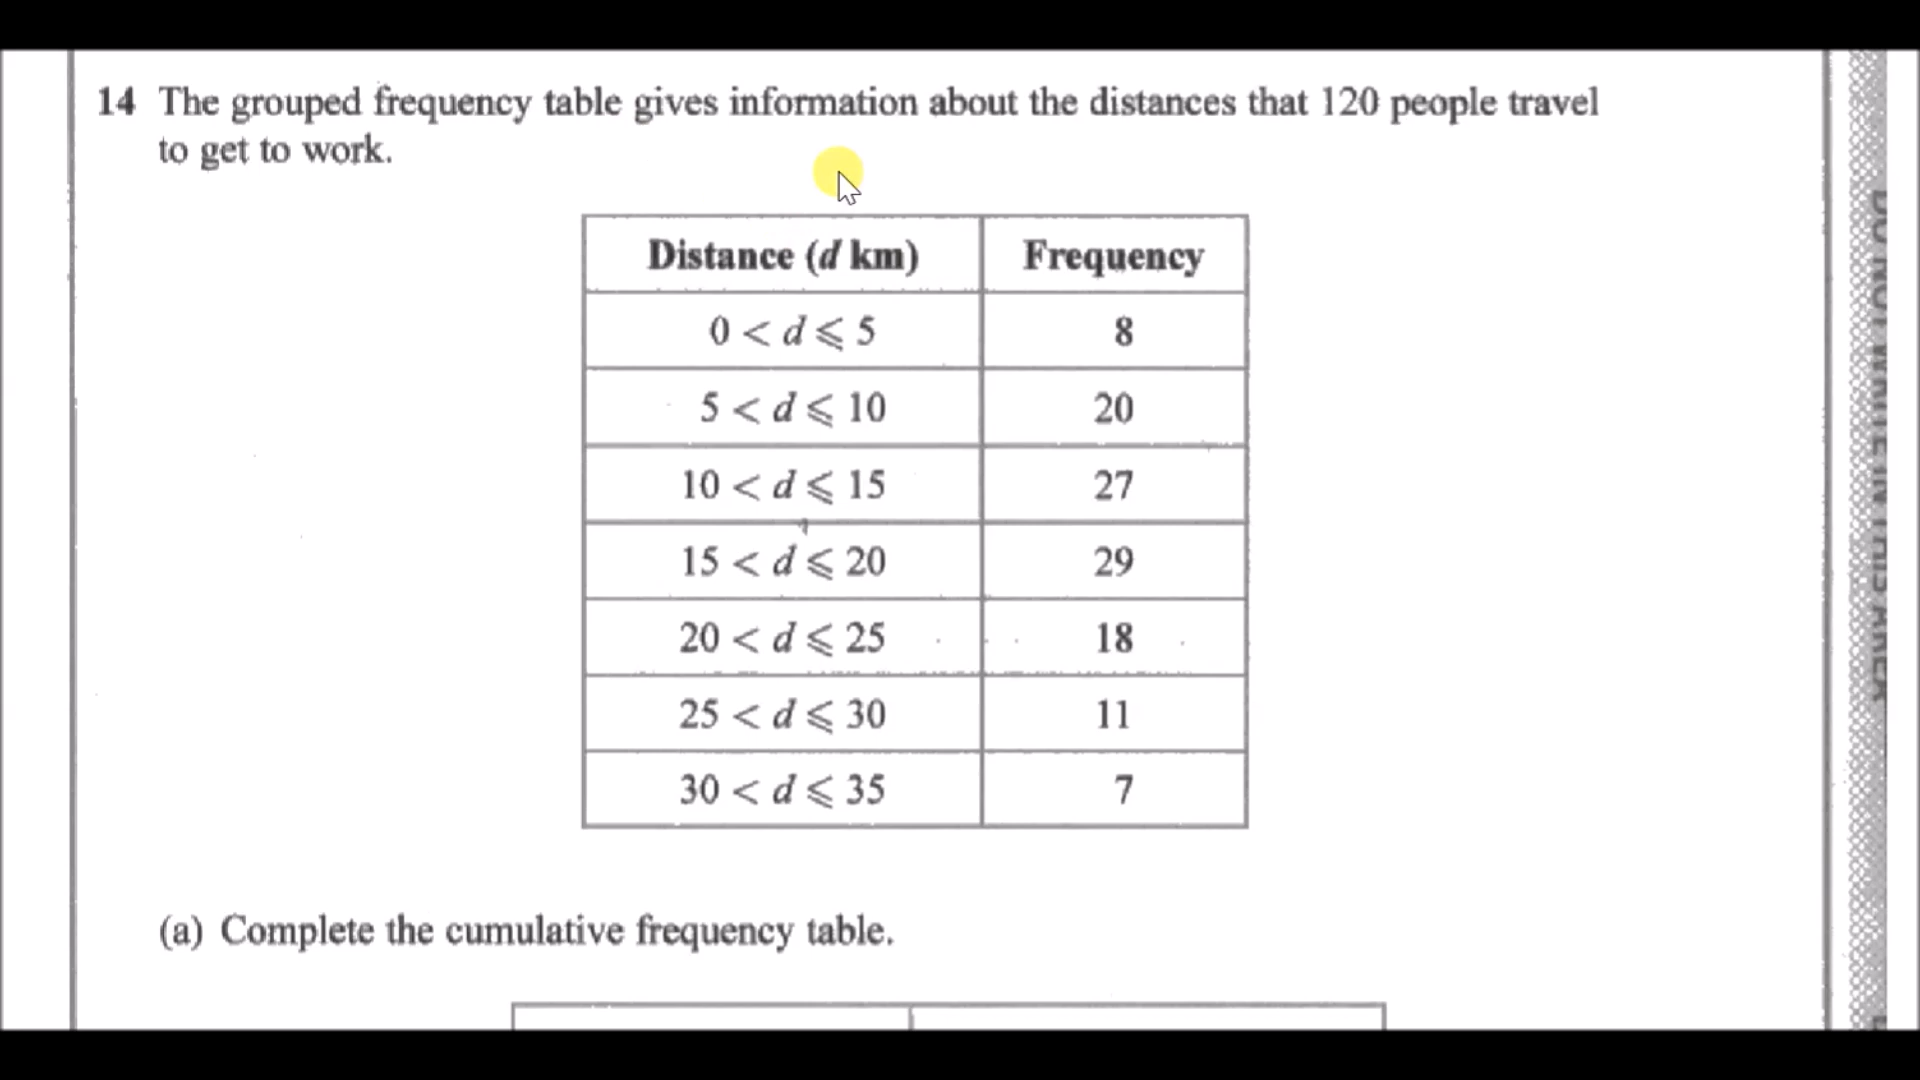 14 The grouped frequency table gives information about the distances that 120 people travel
to get to work.
Distance (d km) Frequency
0 < d ⩽ 5 8
5 < d ⩽ 10 20
10 < d ⩽ 15 27
15 < d ⩽ 20 29
20 < d ⩽ 25 18
25 < d ⩽ 30 11
30 < d ⩽ 35 7
(a) Complete the cumulative frequency table.